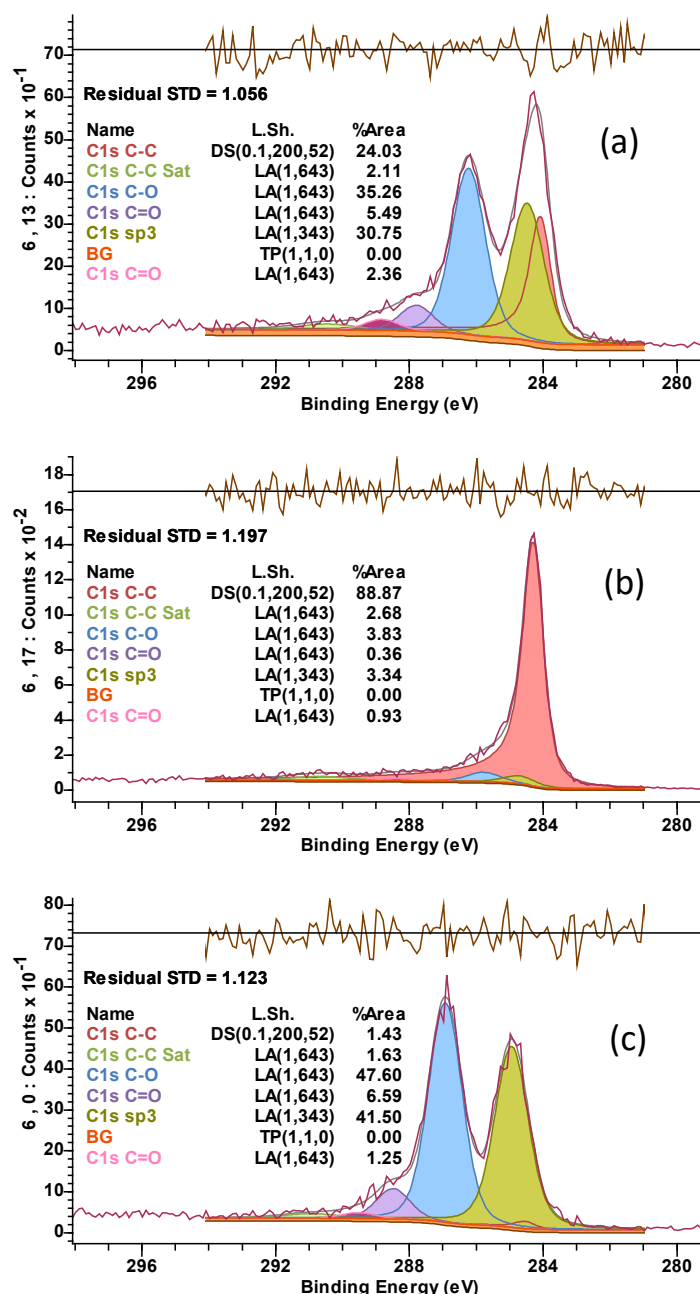 70
60
50
40
30
20
10
0
6 , 13 : Counts x 10⁻¹
Residual STD = 1.056
(a)
Name L.Sh. %Area
C1s C-C DS(0.1,200,52) 24.03
C1s C-C Sat LA(1,643) 2.11
C1s C-O LA(1,643) 35.26
C1s C=O LA(1,643) 5.49
C1s sp3 LA(1,343) 30.75
BG TP(1,1,0) 0.00
C1s C=O LA(1,643) 2.36
296 292 288 284 280
Binding Energy (eV)
18
16
14
12
10
8
6
4
2
0
6 , 17 : Counts x 10⁻²
Residual STD = 1.197
(b)
Name L.Sh. %Area
C1s C-C DS(0.1,200,52) 88.87
C1s C-C Sat LA(1,643) 2.68
C1s C-O LA(1,643) 3.83
C1s C=O LA(1,643) 0.36
C1s sp3 LA(1,343) 3.34
BG TP(1,1,0) 0.00
C1s C=O LA(1,643) 0.93
296 292 288 284 280
Binding Energy (eV)
80
70
60
50
40
30
20
10
0
6 , 0 : Counts x 10⁻¹
Residual STD = 1.123
(c)
Name L.Sh. %Area
C1s C-C DS(0.1,200,52) 1.43
C1s C-C Sat LA(1,643) 1.63
C1s C-O LA(1,643) 47.60
C1s C=O LA(1,643) 6.59
C1s sp3 LA(1,343) 41.50
BG TP(1,1,0) 0.00
C1s C=O LA(1,643) 1.25
296 292 288 284 280
Binding Energy (eV)